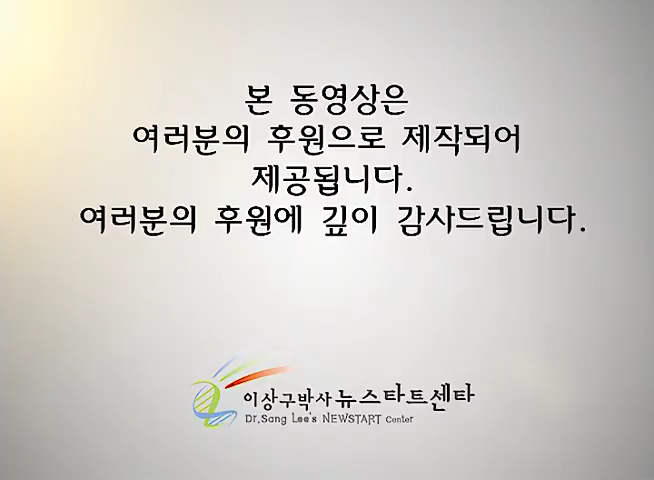 본 동영상은
여러분의 후원으로 제작되어
제공됩니다.
여러분의 후원에 깊이 감사드립니다.
이상구박사 뉴스타트센타
Dr.Sang Lee's NEWSTART Center